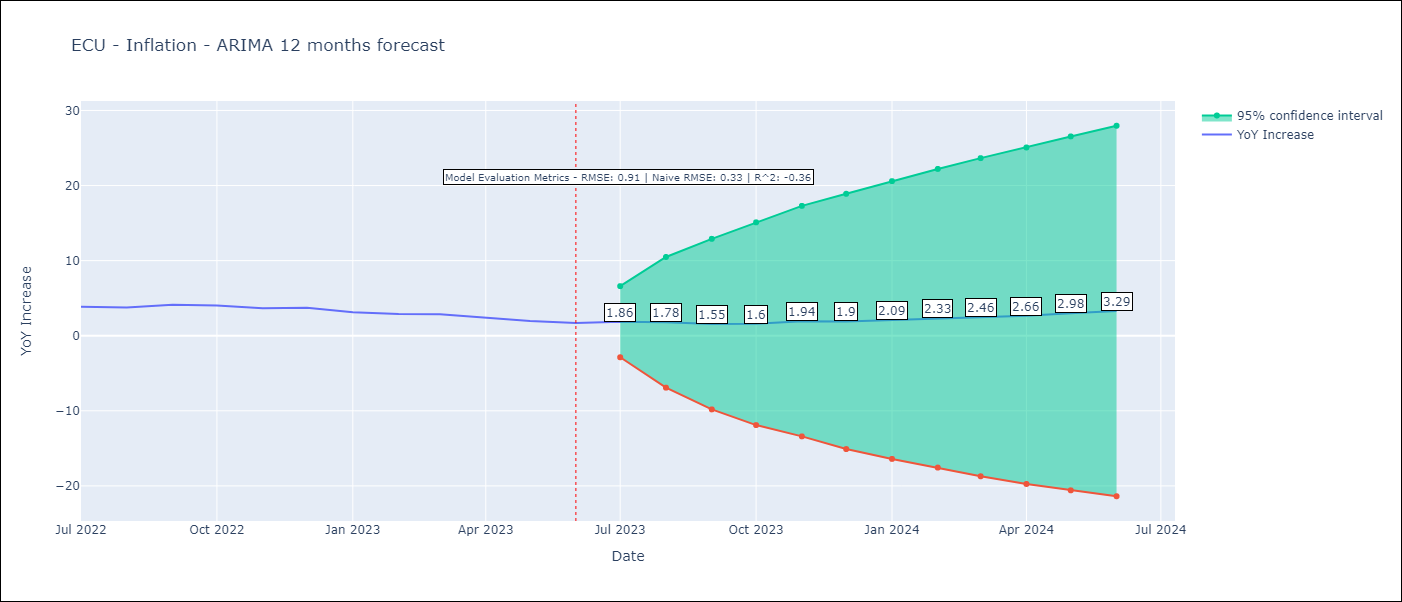 ECU - Inflation - ARIMA 12 months forecast
95% confidence interval
YoY Increase
Model Evaluation Metrics - RMSE: 0.91 | Naive RMSE: 0.33 | R^2: -0.36
YoY Increase
30
20
10
0
−10
−20
1.86
1.78
1.55
1.6
1.94
1.9
2.09
2.33
2.46
2.66
2.98
3.29
Jul 2022
Oct 2022
Jan 2023
Apr 2023
Jul 2023
Oct 2023
Jan 2024
Apr 2024
Jul 2024
Date